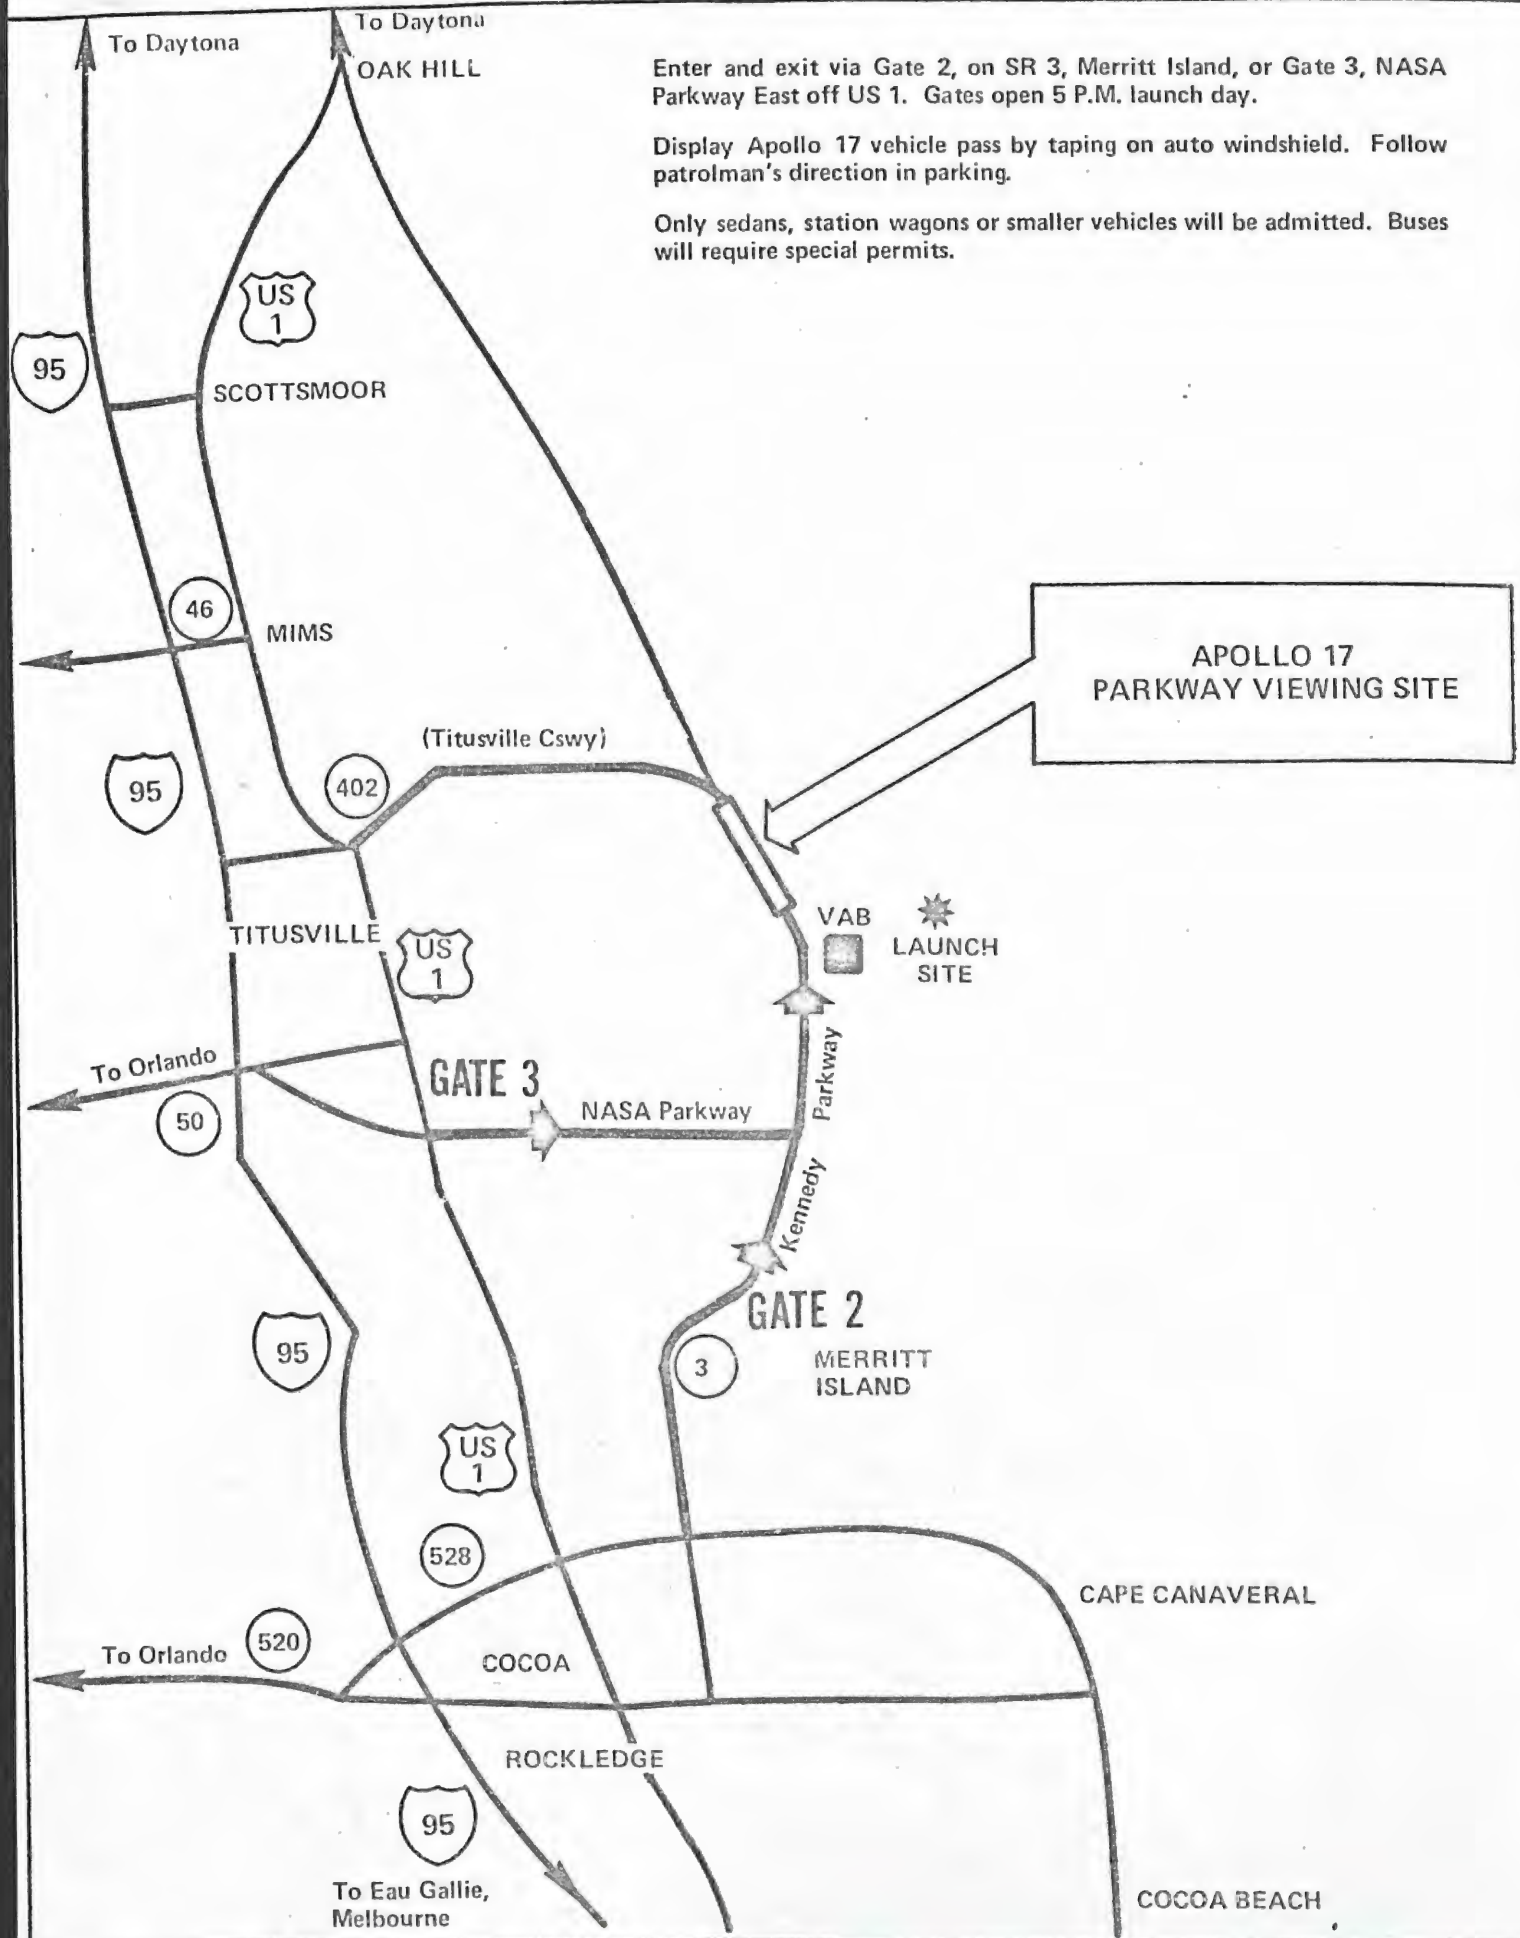 To Daytona
To Daytona
OAK HILL
Enter and exit via Gate 2, on SR 3, Merritt Island, or Gate 3, NASA
Parkway East off US 1. Gates open 5 P.M. launch day.
Display Apollo 17 vehicle pass by taping on auto windshield. Follow
patrolman's direction in parking.
Only sedans, station wagons or smaller vehicles will be admitted. Buses
will require special permits.
US
1
95
SCOTTSMOOR
46
MIMS
APOLLO 17
PARKWAY VIEWING SITE
(Titusville Cswy)
95
402
VAB
LAUNCH
SITE
TITUSVILLE
US
1
To Orlando
50
GATE 3
NASA Parkway
Kennedy Parkway
GATE 2
95
3
MERRITT
ISLAND
US
1
528
CAPE CANAVERAL
520
To Orlando
COCOA
ROCKLEDGE
95
To Eau Gallie,
Melbourne
COCOA BEACH